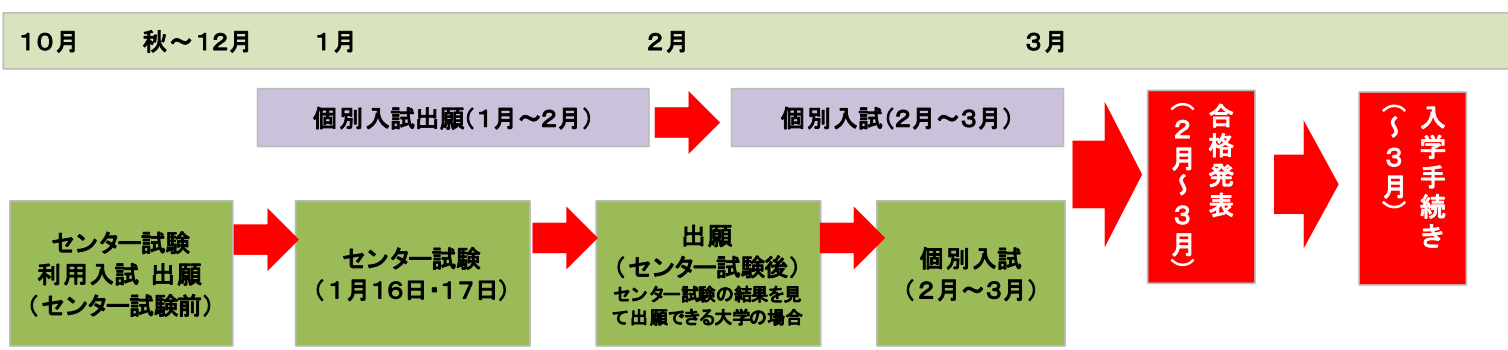 10月 秋～12月 1月 2月 3月
個別入試出願(1月～2月)
個別入試(2月～3月)
合格発表
(2月～3月)
入学手続き
(～3月)
センター試験
利用入試 出願
(センター試験前)
センター試験
(1月16日・17日)
出願
(センター試験後)
センター試験の結果を見
て出願できる大学の場合
個別入試
(2月～3月)